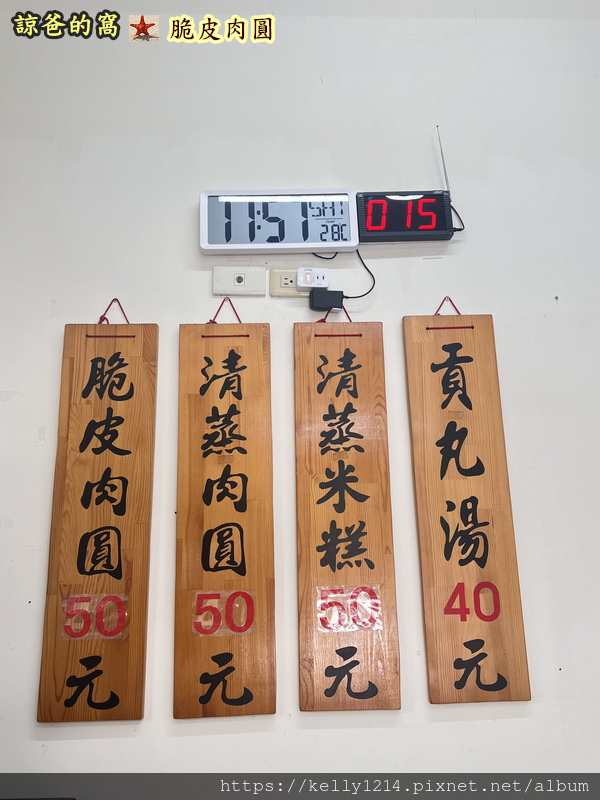 諒爸的窩 脆皮肉圓
11:51 SAT
TEMP
28C
015
脆皮肉圓50元
清蒸肉圓50元
清蒸米糕50元
貢丸湯40元
https://kelly1214.pixnet.net/album